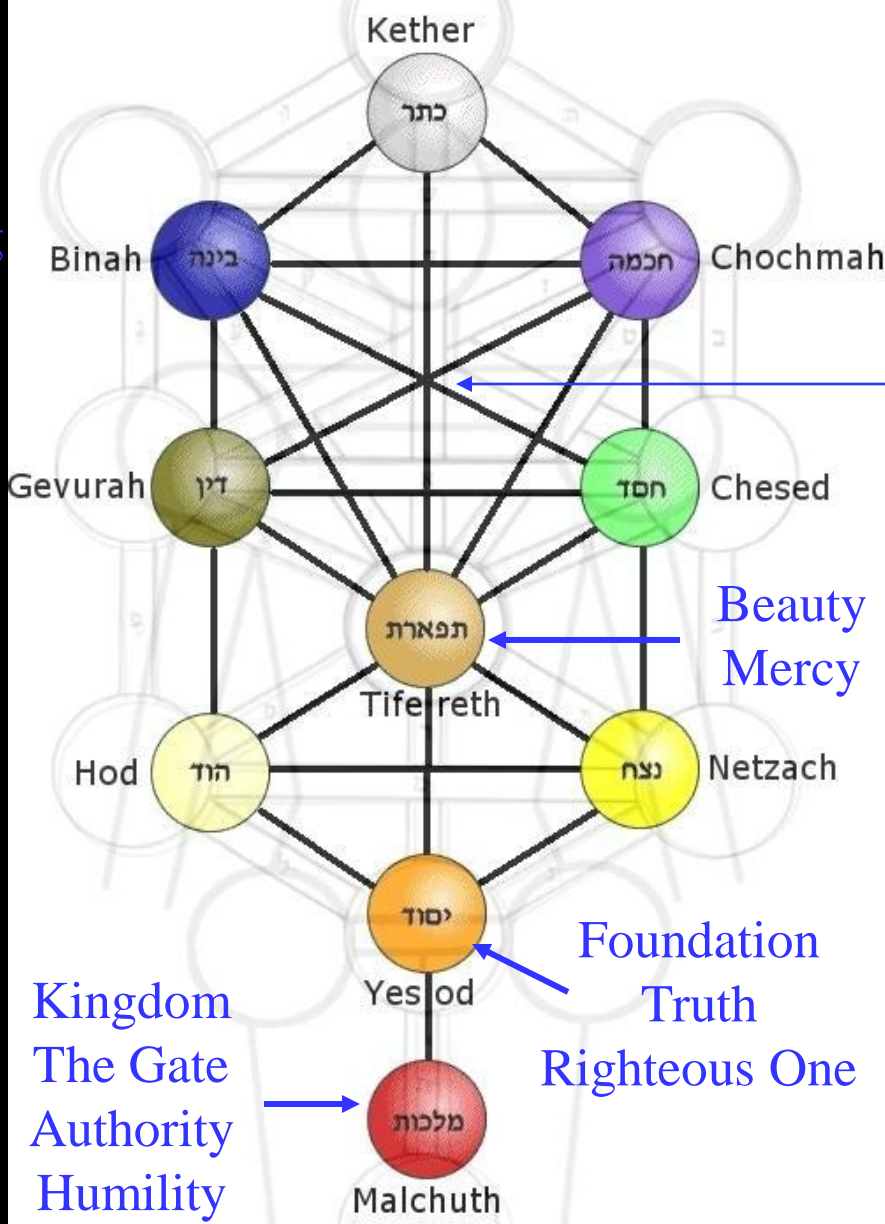 Kether
כתר
Binah
בינה
חכמה
Chochmah
Gevurah
דין
חסד
Chesed
תפארת
Beauty
Mercy
Tifereth
Hod
הוד
נצח
Netzach
יסוד
Yesod
Foundation
Truth
Righteous One
Kingdom
The Gate
Authority
Humility
מלכות
Malchuth